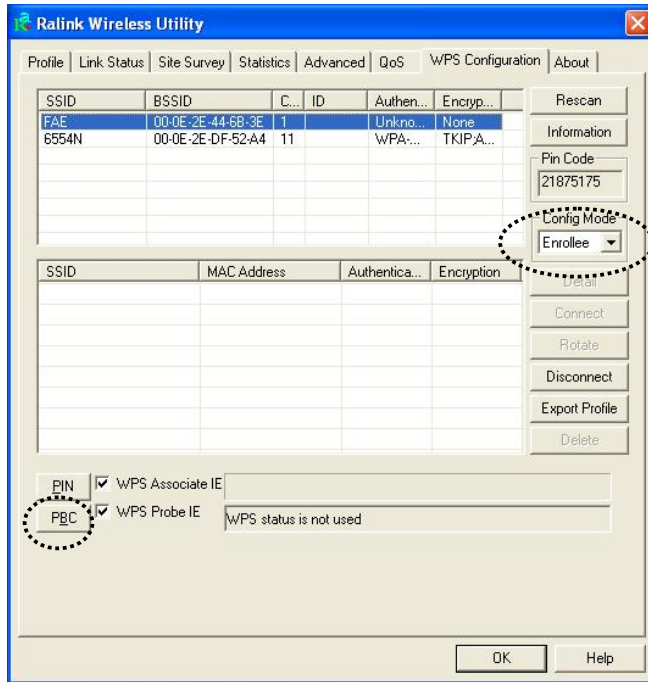 Ralink Wireless Utility
Profile Link Status Site Survey Statistics Advanced QoS WPS Configuration About
SSID BSSID C... ID Authen... Encryp...
FAE 00-0E-2E-44-6B-3E 1 Unkno... None
6554N 00-0E-2E-DF-52-A4 11 WPA-... TKIP;A...
Rescan
Information
Pin Code
21875175
Config Mode
Enrollee
SSID MAC Address Authentica... Encryption
Detail
Connect
Rotate
Disconnect
Export Profile
Delete
PIN WPS Associate IE
PBC WPS Probe IE WPS status is not used
OK Help